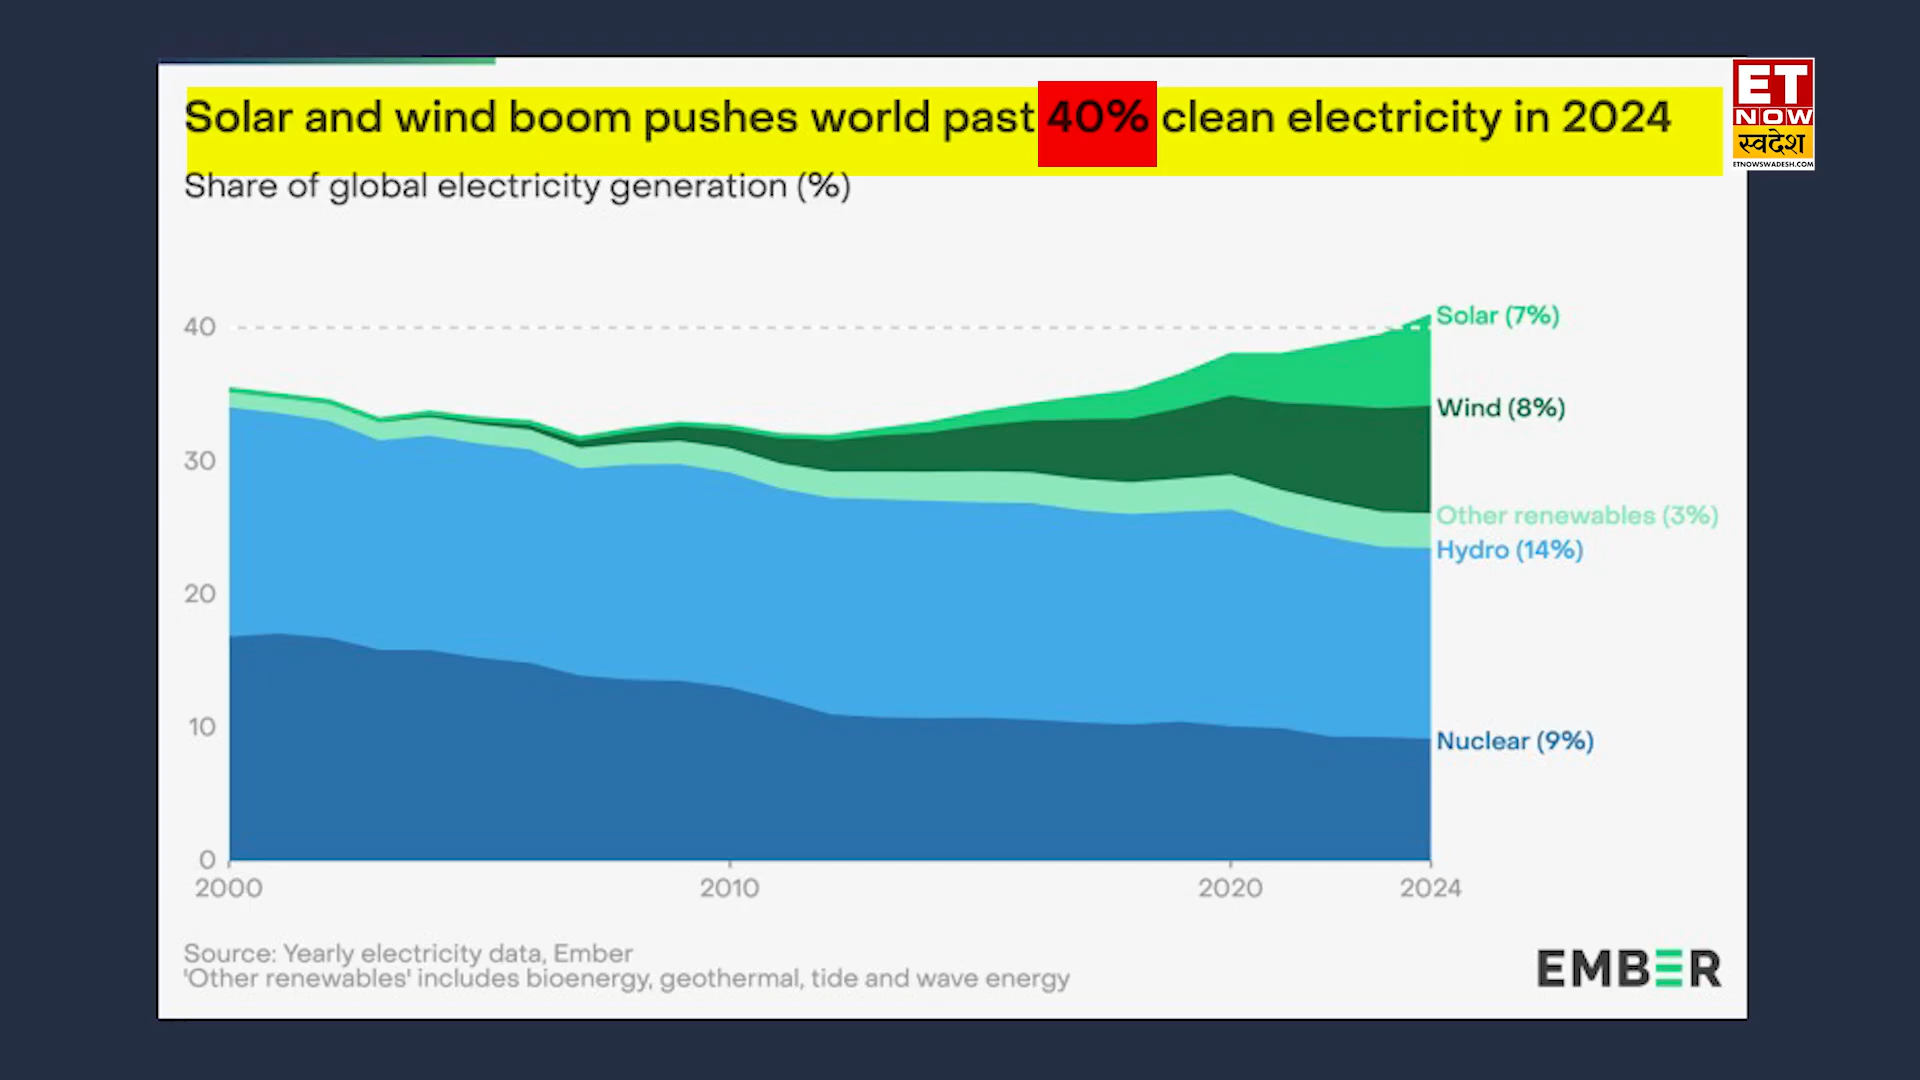 Solar and wind boom pushes world past 40% clean electricity in 2024
Share of global electricity generation (%)
ET
NOW
स्वदेश
ETNOWSWADESH.COM
40
30
20
10
0
Solar (7%)
Wind (8%)
Other renewables (3%)
Hydro (14%)
Nuclear (9%)
2000
2010
2020
2024
Source: Yearly electricity data, Ember
'Other renewables' includes bioenergy, geothermal, tide and wave energy
EMBER